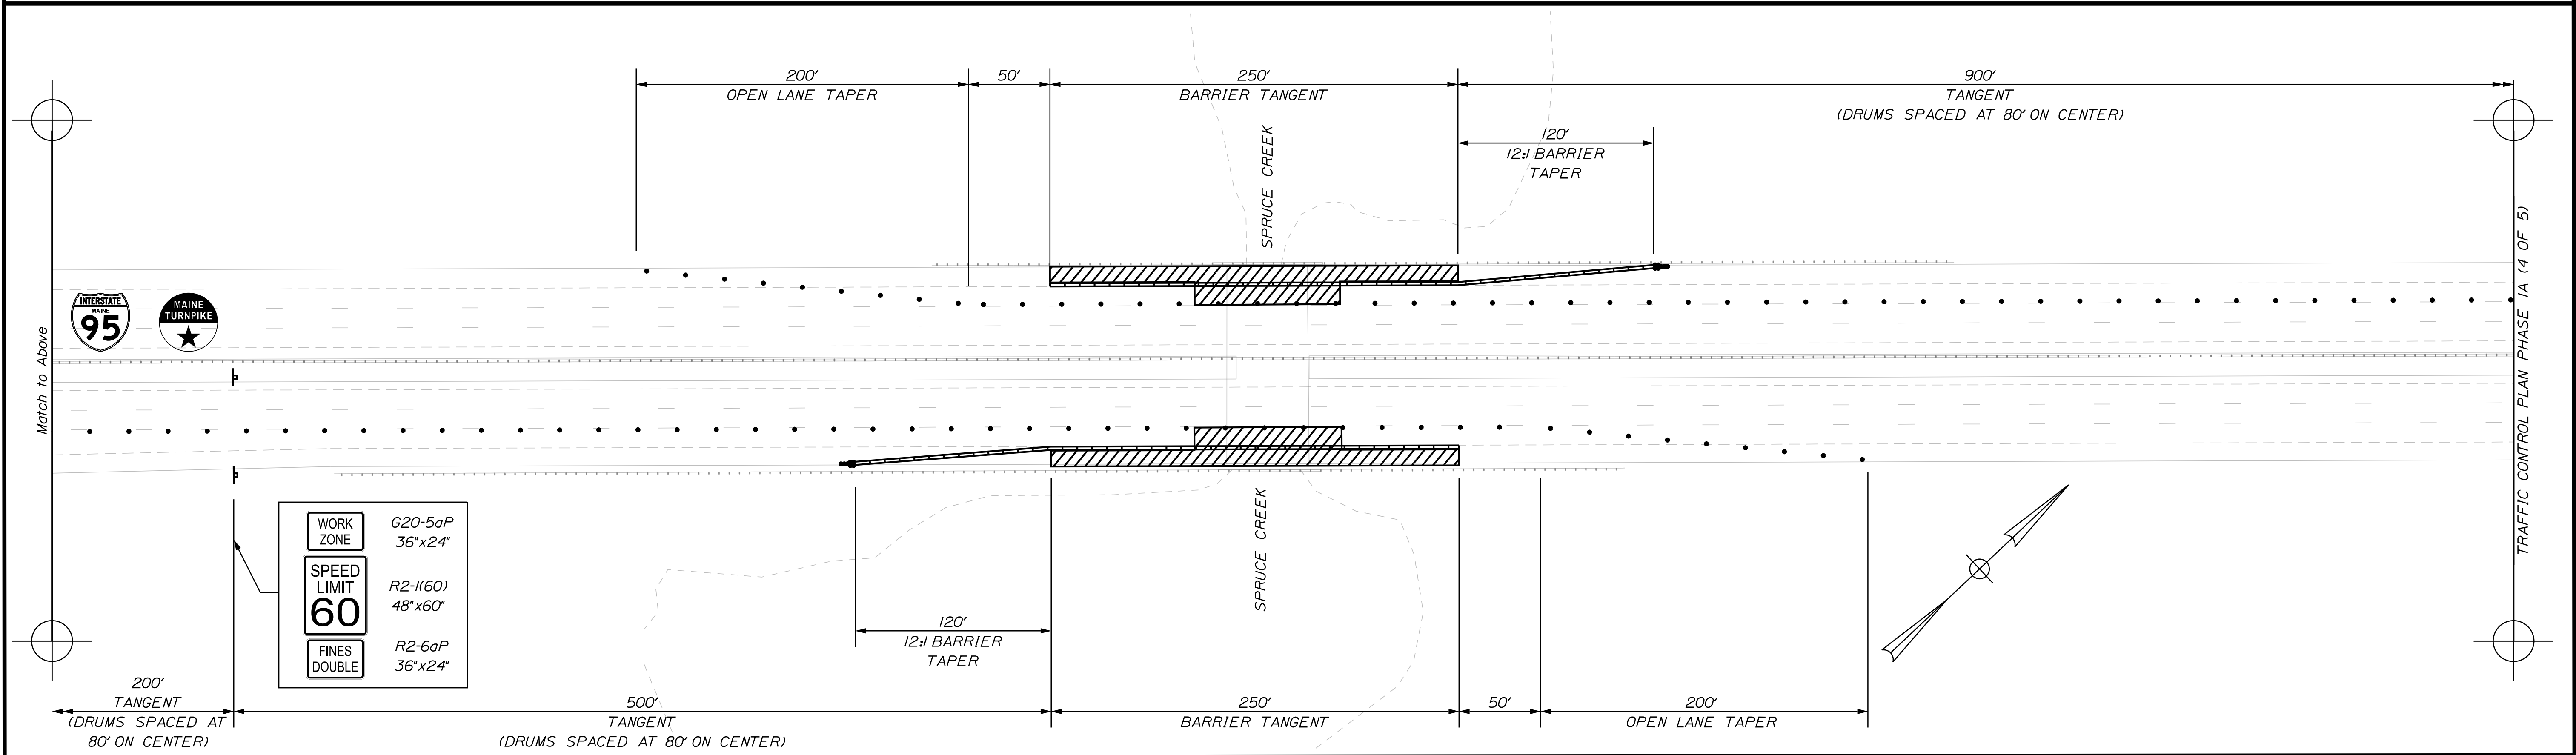 200'
OPEN LANE TAPER
50'
250'
BARRIER TANGENT
900'
TANGENT
(DRUMS SPACED AT 80' ON CENTER)
120'
12:1 BARRIER
TAPER
SPRUCE CREEK
INTERSTATE
MAINE
95
MAINE
TURNPIKE
Match to Above
TRAFFIC CONTROL PLAN PHASE 1A (4 OF 5)
WORK
ZONE
G20-5aP
36"x24"
SPEED
LIMIT
60
R2-1(60)
48"x60"
FINES
DOUBLE
R2-6aP
36"x24"
SPRUCE CREEK
120'
12:1 BARRIER
TAPER
200'
TANGENT
(DRUMS SPACED AT
80' ON CENTER)
500'
TANGENT
(DRUMS SPACED AT 80' ON CENTER)
250'
BARRIER TANGENT
50'
200'
OPEN LANE TAPER